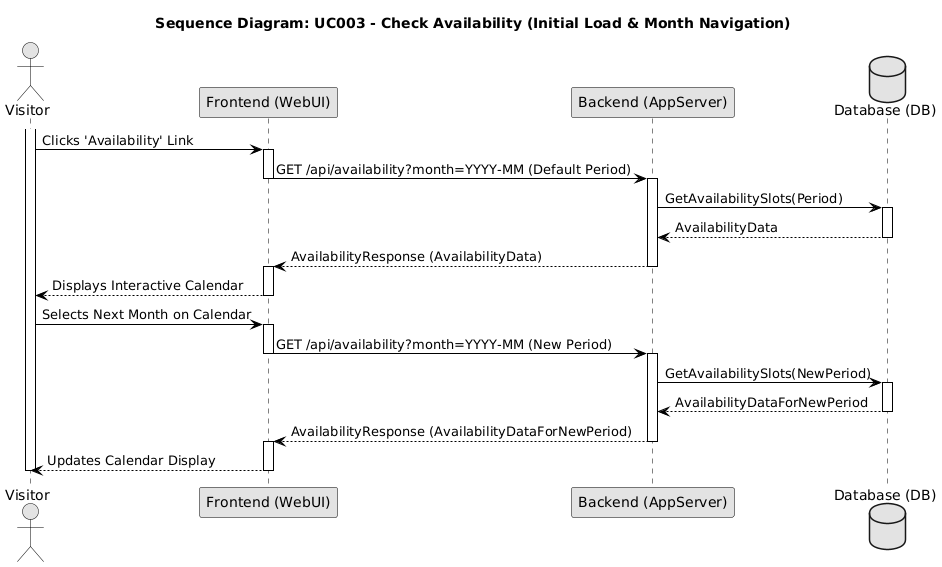 Sequence Diagram: UC003 - Check Availability (Initial Load & Month Navigation)
Visitor
Frontend (WebUI)
Backend (AppServer)
Database (DB)
Clicks 'Availability' Link
GET /api/availability?month=YYYY-MM (Default Period)
GetAvailabilitySlots(Period)
AvailabilityData
AvailabilityResponse (AvailabilityData)
Displays Interactive Calendar
Selects Next Month on Calendar
GET /api/availability?month=YYYY-MM (New Period)
GetAvailabilitySlots(NewPeriod)
AvailabilityDataForNewPeriod
AvailabilityResponse (AvailabilityDataForNewPeriod)
Updates Calendar Display
Visitor
Frontend (WebUI)
Backend (AppServer)
Database (DB)